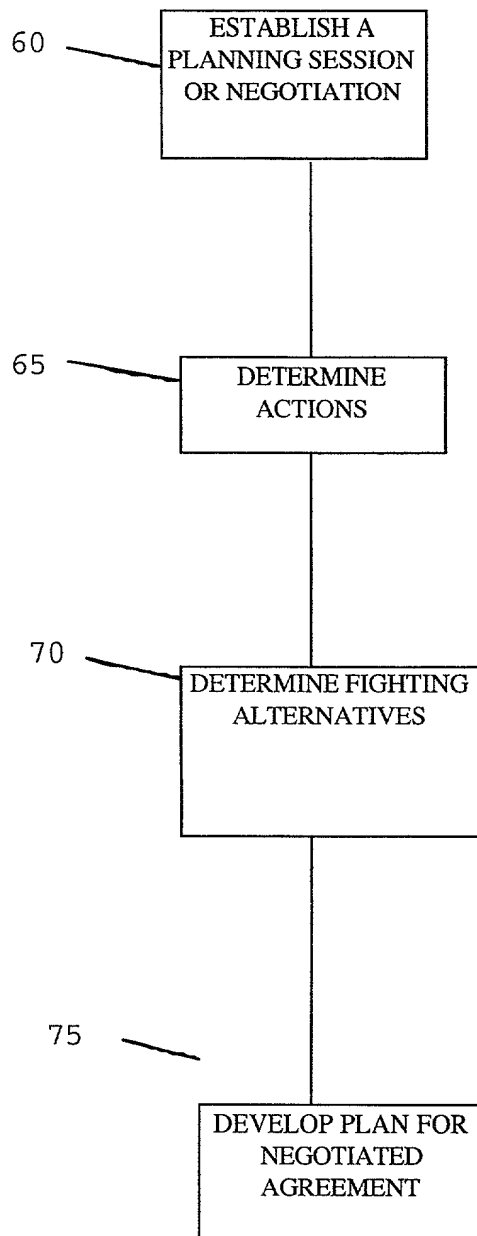 60
ESTABLISH A
PLANNING SESSION
OR NEGOTIATION
65
DETERMINE
ACTIONS
70
DETERMINE FIGHTING
ALTERNATIVES
75
DEVELOP PLAN FOR
NEGOTIATED
AGREEMENT